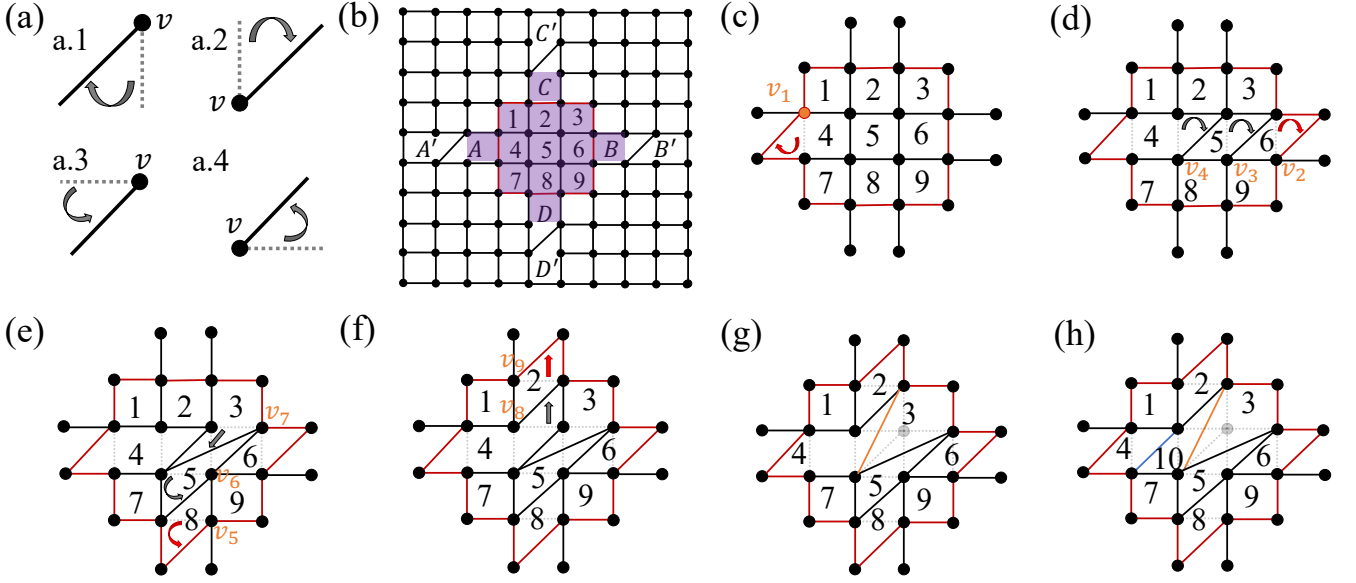 (a)
a.1
v
a.2
v
a.3
v
a.4
v
(b)
C′
C
1 2 3
A′ A 4 5 6 B B′
7 8 9
D
D′
(c)
v₁
1 2 3
4 5 6
7 8 9
(d)
1 2 3
4 5 6
v₄ v₃ v₂
7 8 9
(e)
1 2 3
v₇
4 5 6
v₆
7 8 9
v₅
(f)
v₉
2
1 3
v₈
4 5 6
7 8 9
(g)
2
1 3
4 5 6
7 8 9
(h)
2
1 3
4 10 5 6
7 8 9